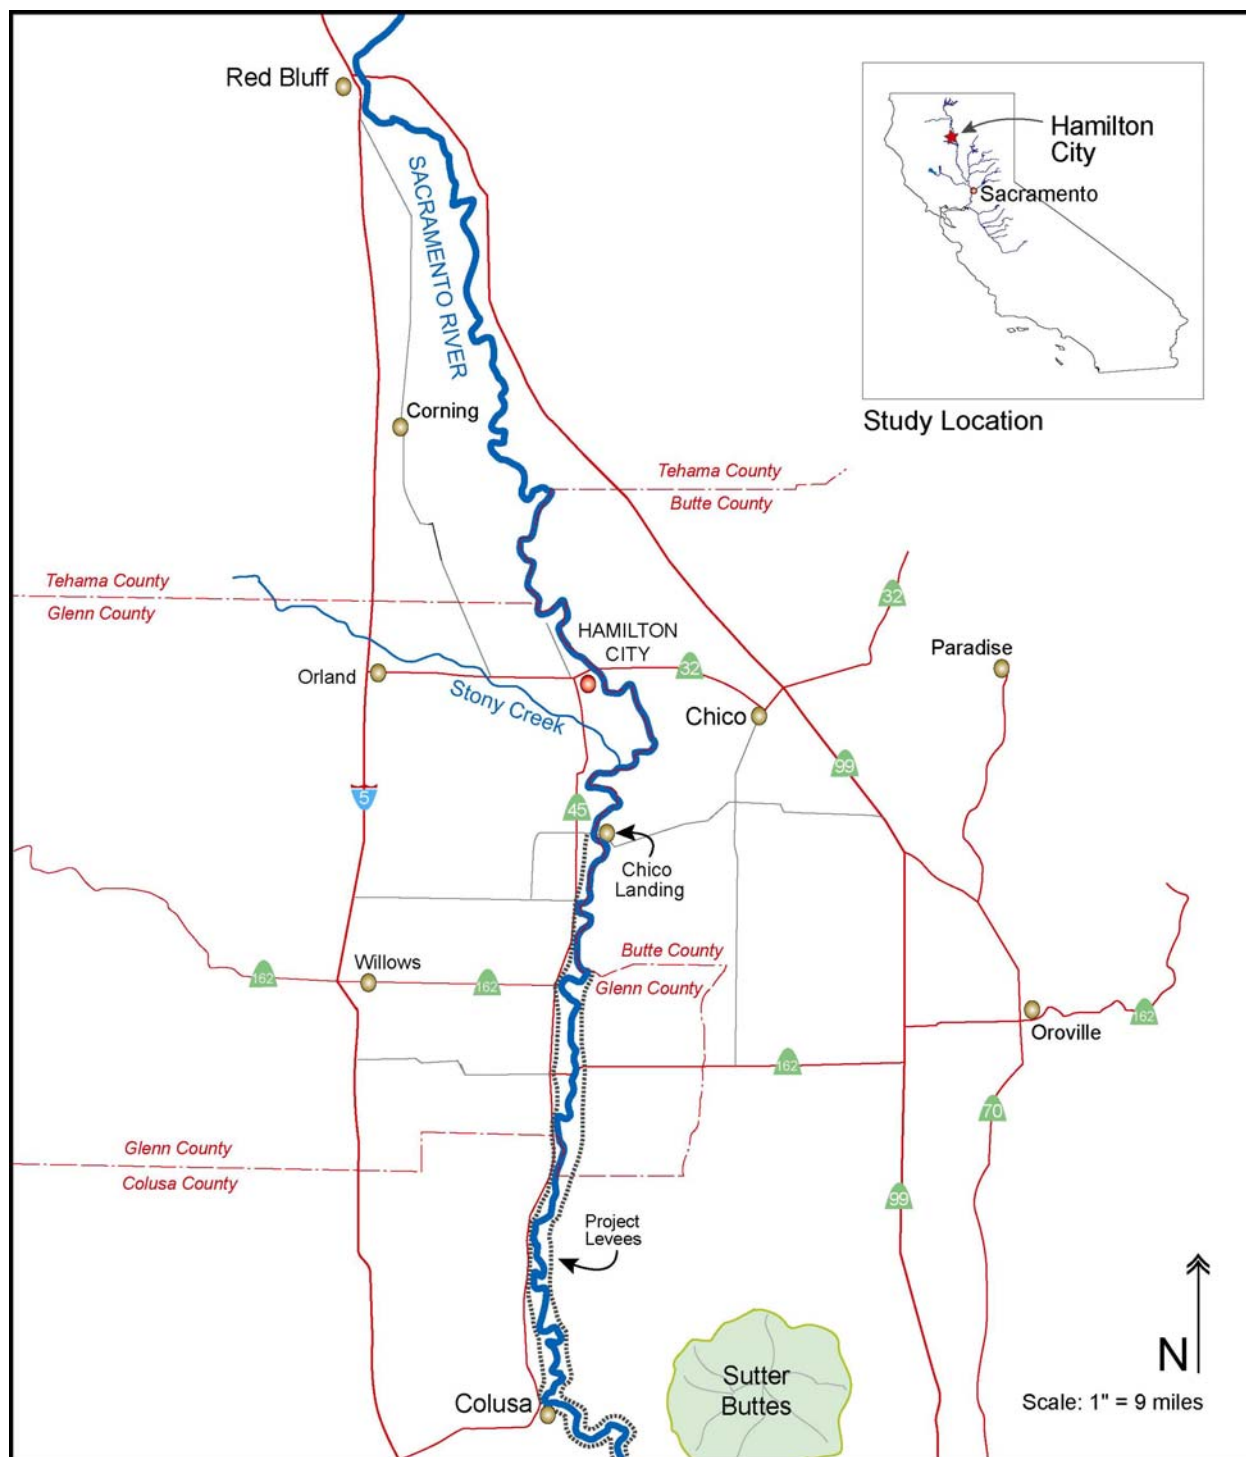 Red Bluff
Hamilton
City
Sacramento
Study Location
SACRAMENTO RIVER
Corning
Tehama County
Butte County
Tehama County
Glenn County
32
HAMILTON
CITY
Paradise
32
Orland
Stony Creek
Chico
99
5
45
Chico
Landing
Butte County
Willows
162
162
Glenn County
162
Oroville
162
70
Glenn County
Colusa County
99
Project
Levees
N
Sutter
Buttes
Colusa
Scale: 1" = 9 miles